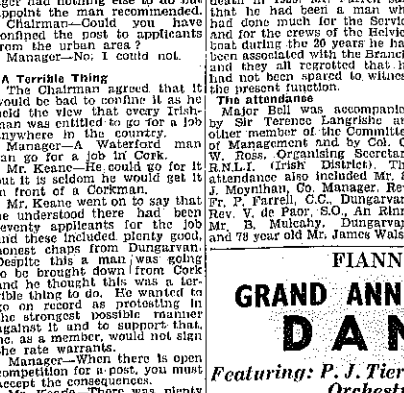 ager had nothing else to do but
appoint the man recommended.
Chairman—Could you have
confined the post to applicants
from the urban area?
Manager—No; I could not.
A Terrible Thing
The Chairman agreed that it
would be bad to confine it as he
held the view that every Irish-
man was entitled to go for a job
anywhere in the country.
Manager—A Waterford man
can go for a job in Cork.
Mr. Keane—He could go for it
but it is seldom he would get it
in front of a Corkman.
Mr. Keane went on to say that
he understood there had been
seventy applicants for the job
and these included plenty good,
honest chaps from Dungarvan.
Despite this a man was going
to be brought down from Cork
and he thought this was a ter-
rible thing to do. He wanted to
go on record as protesting in
the strongest possible manner
against it and to support that,
he, as a member, would not sign
the rate warrants.
Manager—When there is open
competition for a post, you must
accept the consequences.
Mr. Keane—There was plenty
that he had been a man wh
had done much for the Servic
and for the crews of the Helvic
boat during the 26 years he ha
been associated with the Branch
and they all regretted that h
had not been spared to witnes
the present function.
The attendance
Major Bell was accompanie
by Sir Terence Langrishe an
other member of the Committe
of Management and by Col. C
W. Ross, Organising Secretar
R.N.L.I. (Irish District). Th
attendance also included Mr.
J. Moynihan, Co. Manager, Re
Fr. P. Farrell, C.C., Dungarvan
Rev. V. de Paor, S.O., An Rinn
Mr. B. Mulcahy, Dungarvan
and 78 year old Mr. James Wals
FIANN
GRAND ANN
DAN
Featuring: P. J. Tier
Orchestr